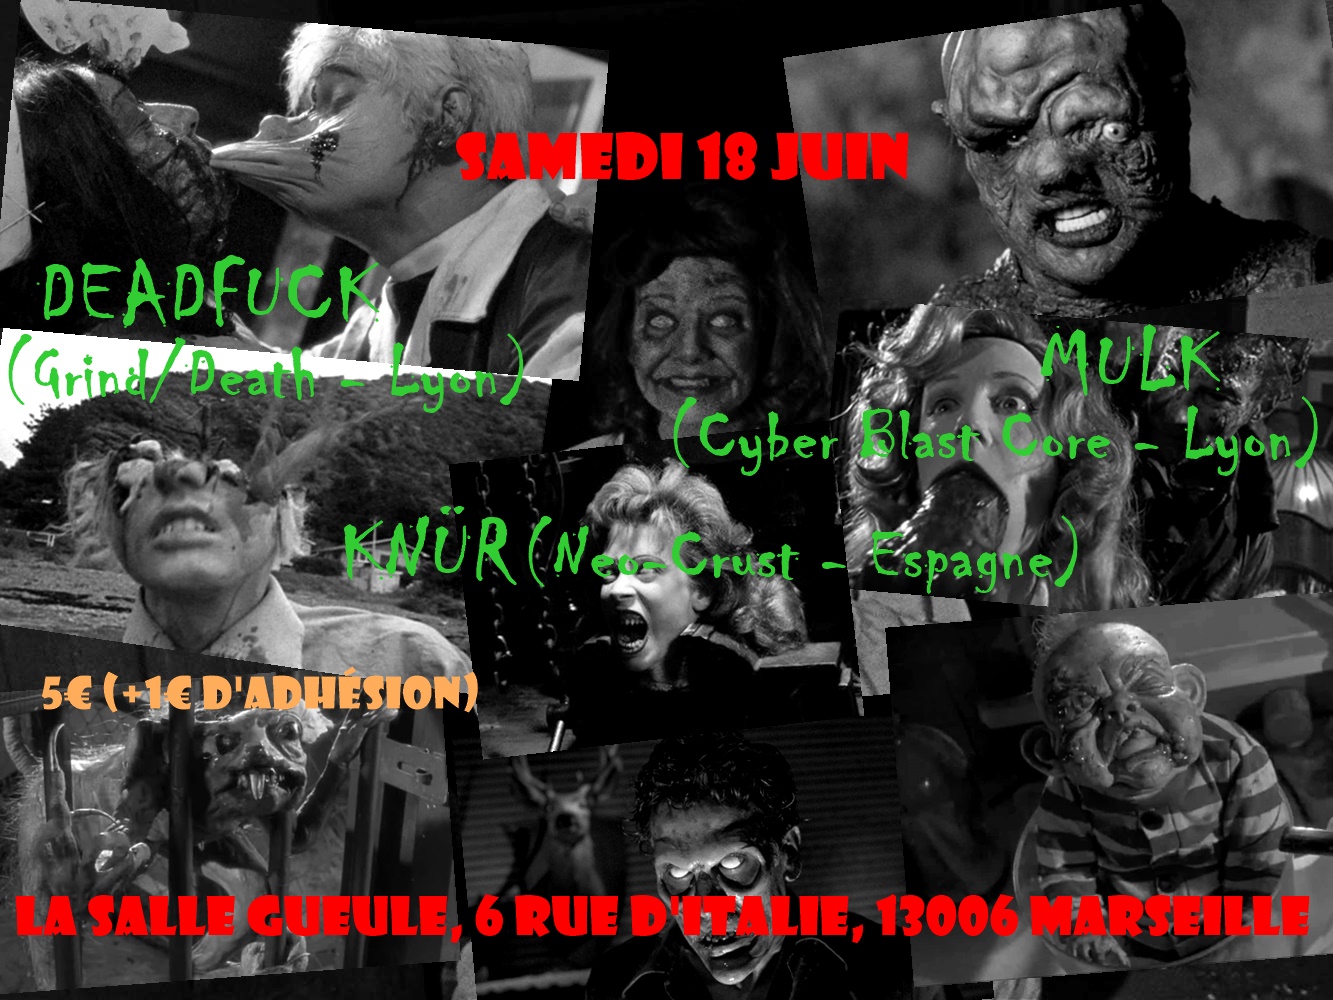 SAMEDI 18 JUIN
DEADFUCK
(Grind/Death - Lyon)
MULK
(Cyber Blast Core - Lyon)
KNÜR (Neo-Crust - Espagne)
5€ (+1€ D'ADHÉSION)
LA SALLE GUEULE, 6 RUE D'ITALIE, 13006 MARSEILLE